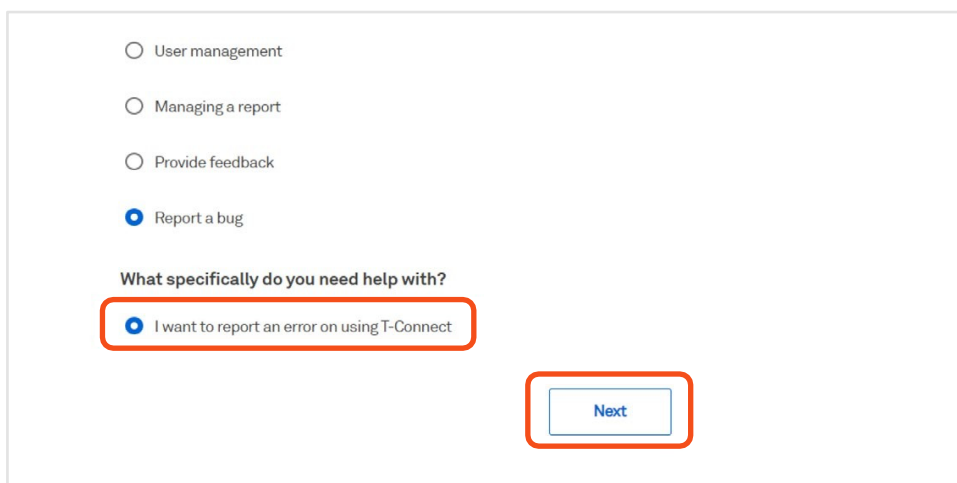 User management
Managing a report
Provide feedback
Report a bug
What specifically do you need help with?
I want to report an error on using T-Connect
Next